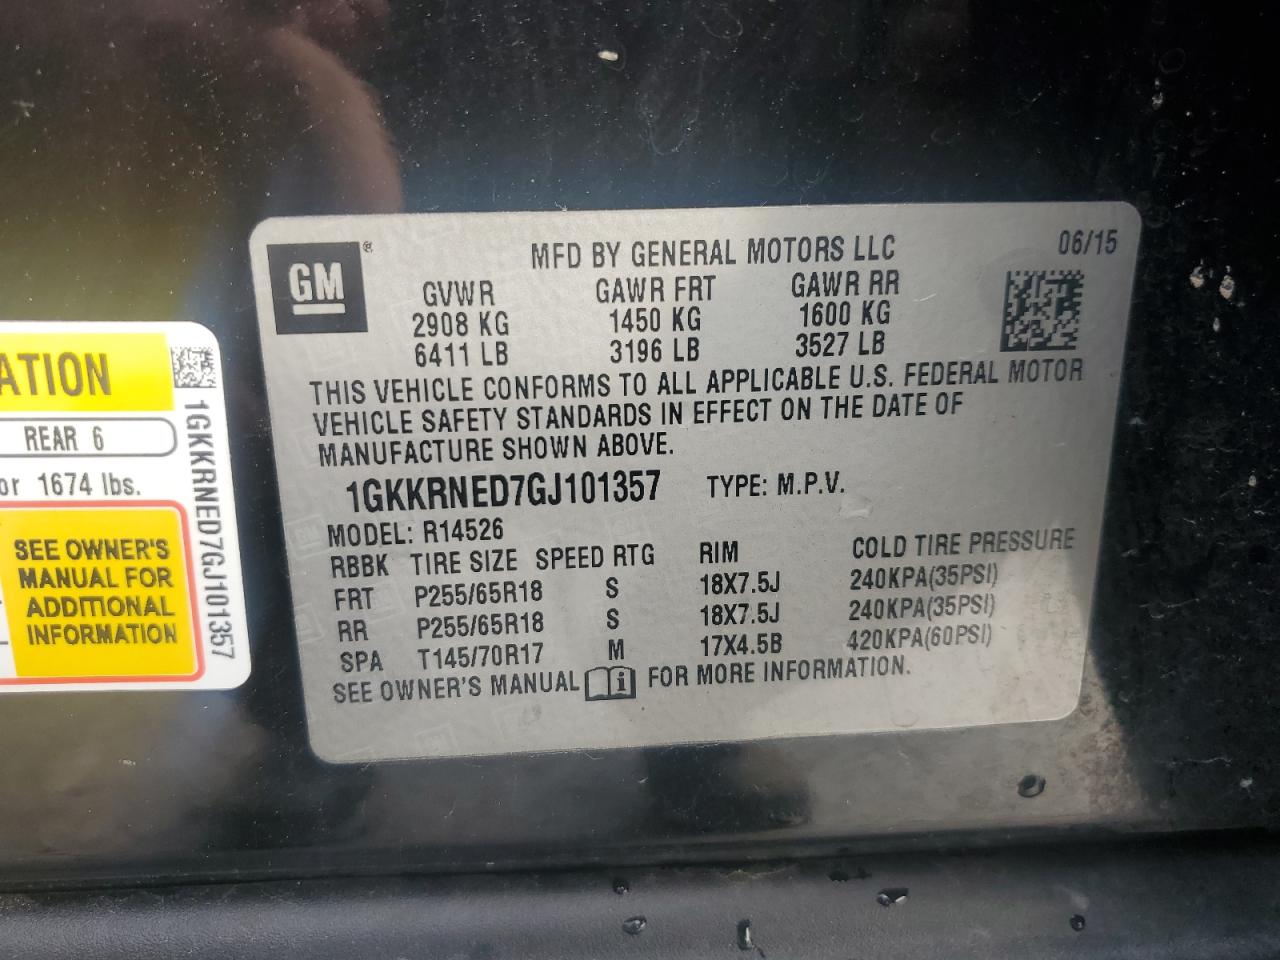 GM ®
MFD BY GENERAL MOTORS LLC 06/15
GVWR GAWR FRT GAWR RR
2908 KG 1450 KG 1600 KG
6411 LB 3196 LB 3527 LB
THIS VEHICLE CONFORMS TO ALL APPLICABLE U.S. FEDERAL MOTOR
VEHICLE SAFETY STANDARDS IN EFFECT ON THE DATE OF
MANUFACTURE SHOWN ABOVE.
1GKKRNED7GJ101357 TYPE: M.P.V.
MODEL: R14526
RBBK TIRE SIZE SPEED RTG RIM COLD TIRE PRESSURE
FRT P255/65R18 S 18X7.5J 240KPA(35PSI)
RR P255/65R18 S 18X7.5J 240KPA(35PSI)
SPA T145/70R17 M 17X4.5B 420KPA(60PSI)
SEE OWNER'S MANUAL i FOR MORE INFORMATION.
ATION
REAR 6
or 1674 lbs.
SEE OWNER'S
MANUAL FOR
ADDITIONAL
INFORMATION
1GKKRNED7GJ101357